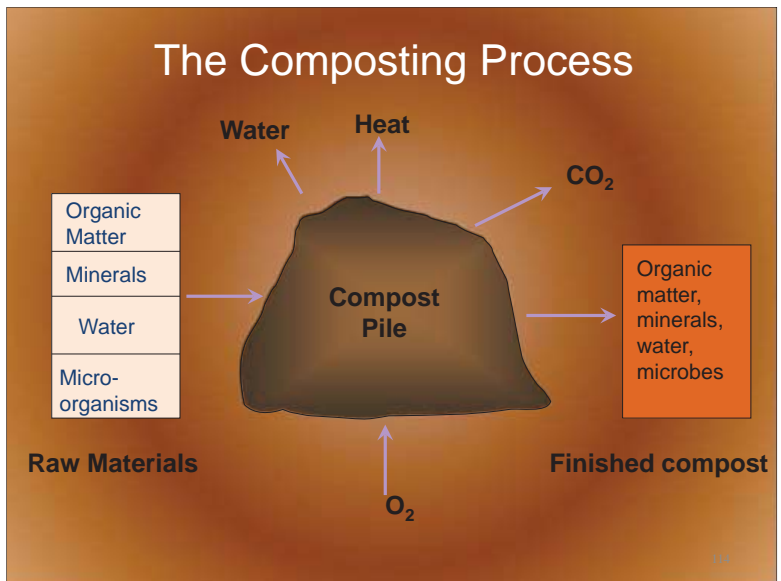 The Composting Process
Water
Heat
CO₂
Organic
Matter
Minerals
Water
Micro-
organisms
Raw Materials
Compost
Pile
O₂
Organic
matter,
minerals,
water,
microbes
Finished compost